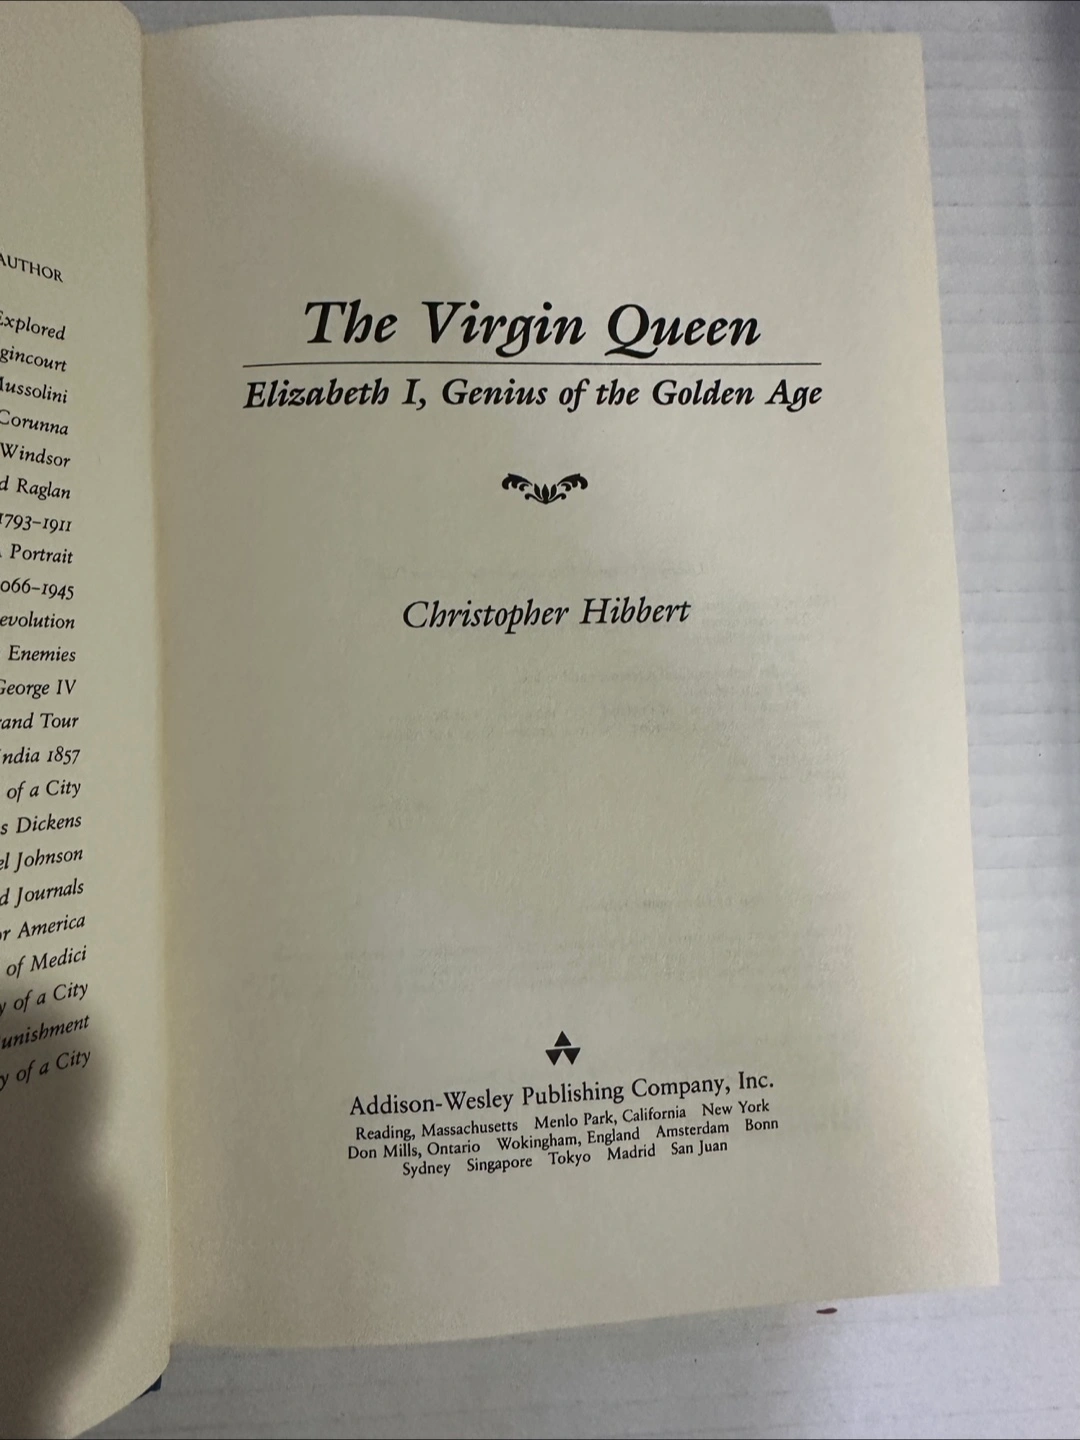 AUTHOR
Explored
gincourt
Mussolini
Corunna
Windsor
d Raglan
1793–1911
Portrait
066–1945
evolution
Enemies
George IV
and Tour
ndia 1857
of a City
s Dickens
el Johnson
d Journals
or America
of Medici
y of a City
unishment
y of a City
The Virgin Queen
Elizabeth I, Genius of the Golden Age
Christopher Hibbert
Addison-Wesley Publishing Company, Inc.
Reading, Massachusetts Menlo Park, California New York
Don Mills, Ontario Wokingham, England Amsterdam Bonn
Sydney Singapore Tokyo Madrid San Juan